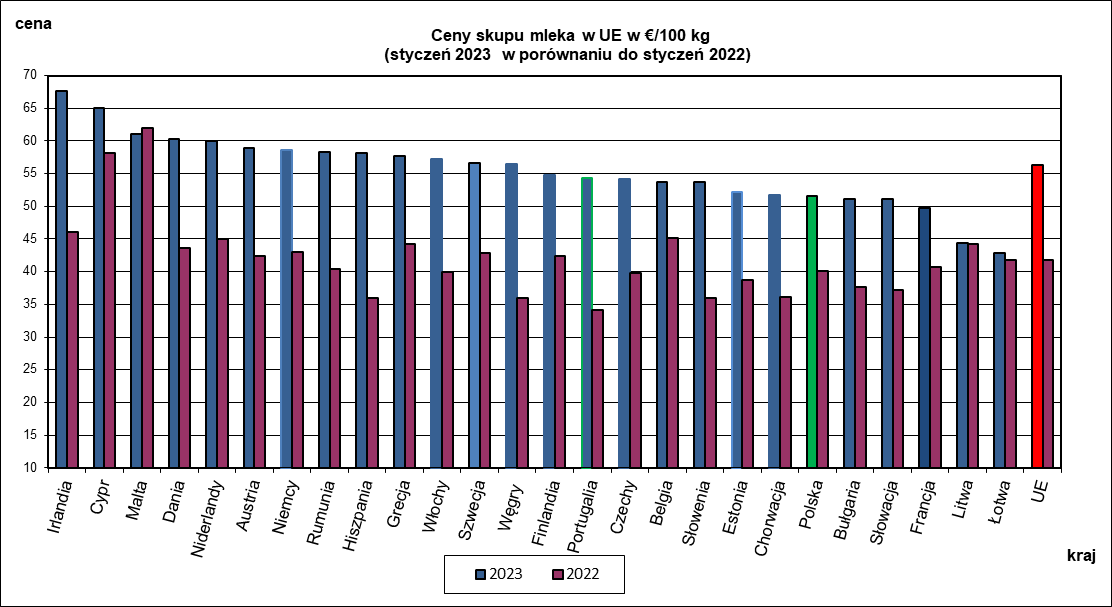 cena
Ceny skupu mleka w UE w €/100 kg
(styczeń 2023 w porównaniu do styczeń 2022)
70
65
60
55
50
45
40
35
30
25
20
15
10
Irlandia
Cypr
Malta
Dania
Niderlandy
Austria
Niemcy
Rumunia
Hiszpania
Grecja
Włochy
Szwecja
Węgry
Finlandia
Portugalia
Czechy
Belgia
Słowenia
Estonia
Chorwacja
Polska
Bułgaria
Słowacja
Francja
Litwa
Łotwa
UE
kraj
2023
2022